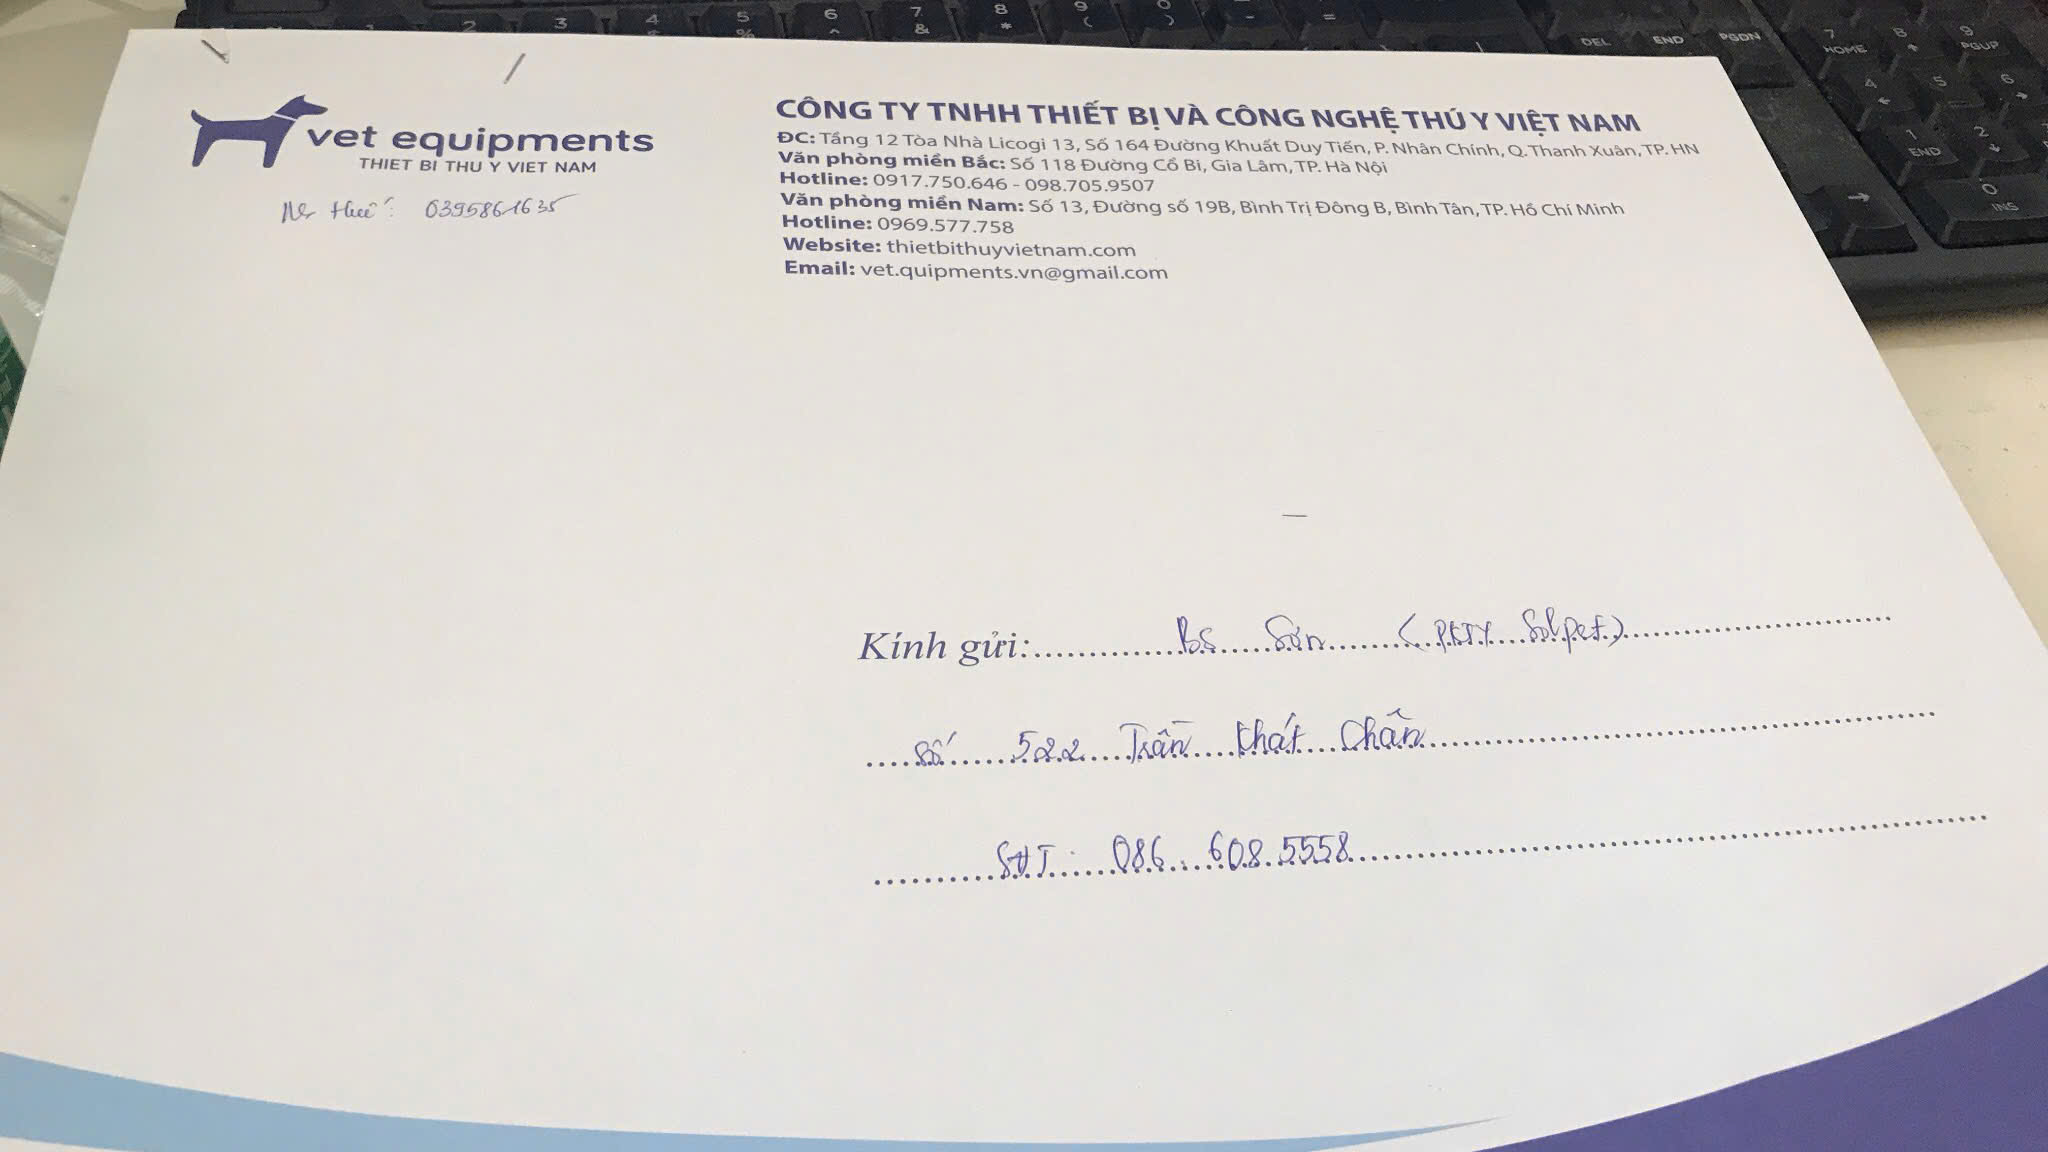 vet equipments
THIET BI THU Y VIET NAM
Mr Huế: 0395861635
CÔNG TY TNHH THIẾT BỊ VÀ CÔNG NGHỆ THÚ Y VIỆT NAM
ĐC: Tầng 12 Tòa Nhà Licogi 13, Số 164 Đường Khuất Duy Tiến, P. Nhân Chính, Q. Thanh Xuân, TP. HN
Văn phòng miền Bắc: Số 118 Đường Cổ Bi, Gia Lâm, TP. Hà Nội
Hotline: 0917.750.646 - 098.705.9507
Văn phòng miền Nam: Số 13, Đường số 19B, Bình Trị Đông B, Bình Tân, TP. Hồ Chí Minh
Hotline: 0969.577.758
Website: thietbithuyvietnam.com
Email: vet.quipments.vn@gmail.com
Kính gửi: BS Sơn (PKTY Solpet)
số 522 Trần Khát Chân
SĐT: 086 608 5558
1 2 3 4 5 % 6 ^ 7 & 8 * 9 ( 0 ) - =
DEL END PGDN
7 HOME 8 9 PGUP
4 5 6
1 END 2
0 INS